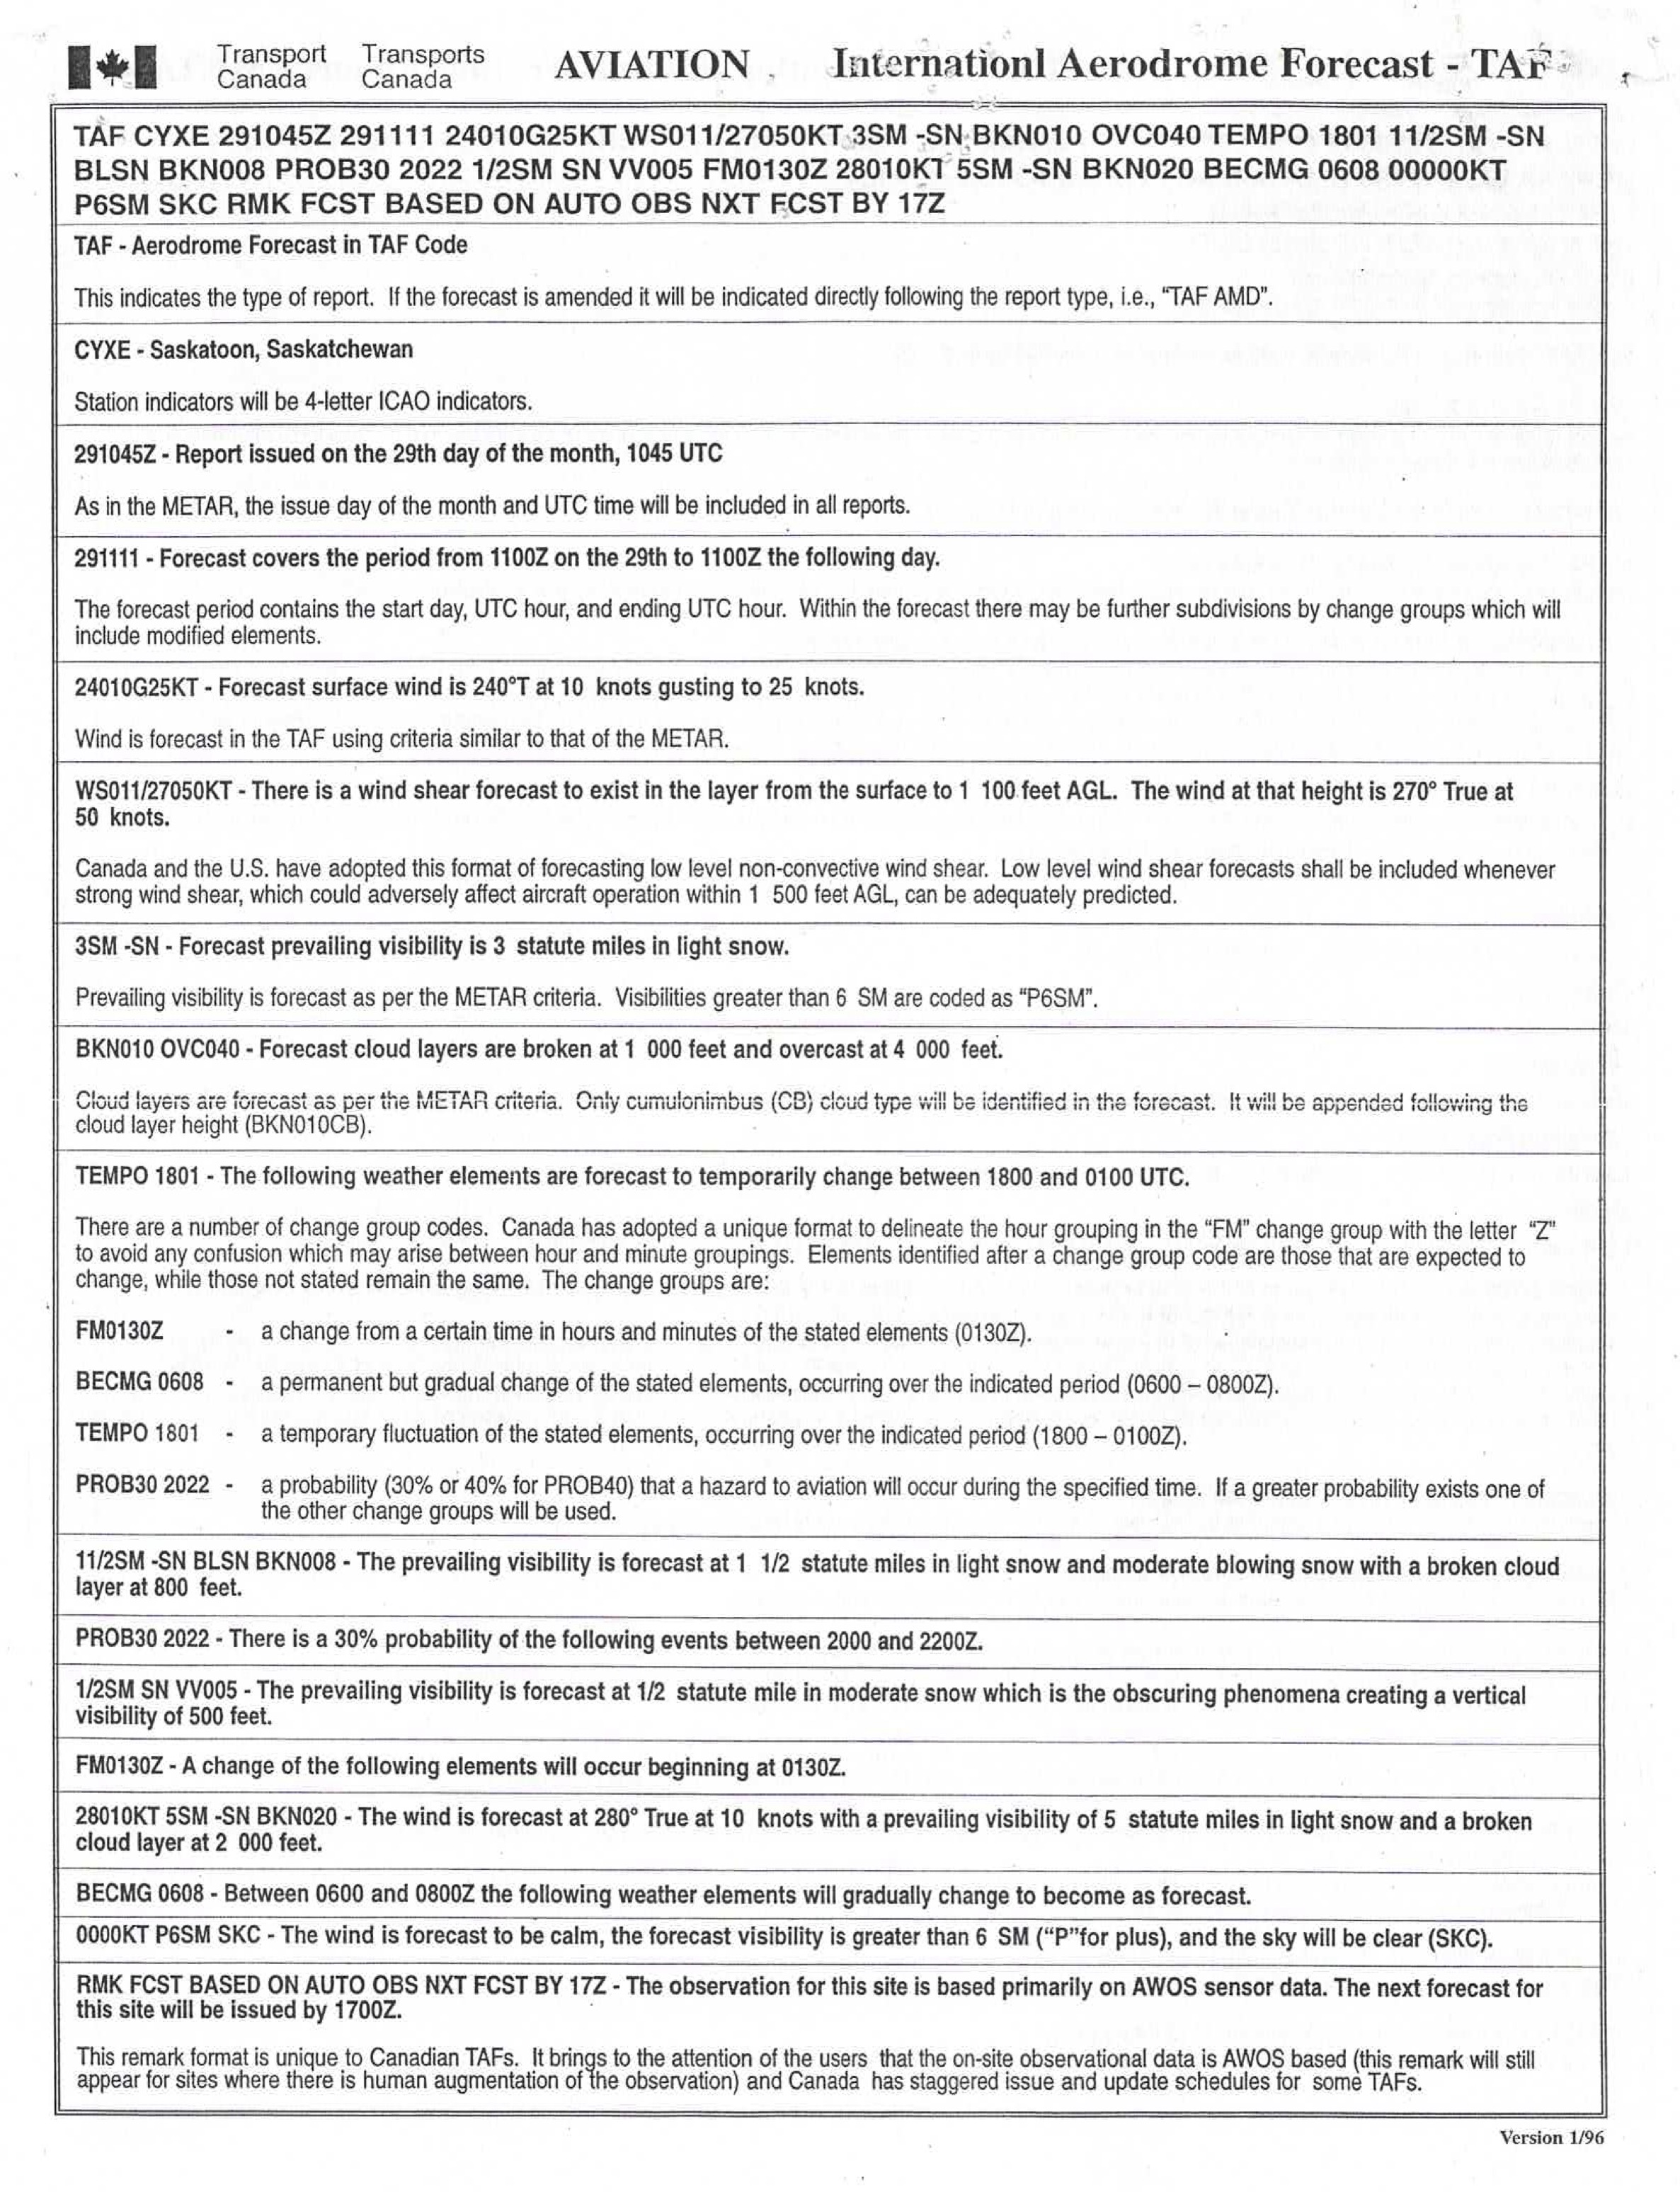 Transport Canada
Transports Canada
AVIATION
Internationl Aerodrome Forecast - TAF
TAF CYXE 291045Z 291111 24010G25KT WS011/27050KT 3SM -SN BKN010 OVC040 TEMPO 1801 11/2SM -SN
BLSN BKN008 PROB30 2022 1/2SM SN VV005 FM0130Z 28010KT 5SM -SN BKN020 BECMG 0608 00000KT
P6SM SKC RMK FCST BASED ON AUTO OBS NXT FCST BY 17Z
TAF - Aerodrome Forecast in TAF Code
This indicates the type of report. If the forecast is amended it will be indicated directly following the report type, i.e., “TAF AMD”.
CYXE - Saskatoon, Saskatchewan
Station indicators will be 4-letter ICAO indicators.
291045Z - Report issued on the 29th day of the month, 1045 UTC
As in the METAR, the issue day of the month and UTC time will be included in all reports.
291111 - Forecast covers the period from 1100Z on the 29th to 1100Z the following day.
The forecast period contains the start day, UTC hour, and ending UTC hour. Within the forecast there may be further subdivisions by change groups which will
include modified elements.
24010G25KT - Forecast surface wind is 240°T at 10 knots gusting to 25 knots.
Wind is forecast in the TAF using criteria similar to that of the METAR.
WS011/27050KT - There is a wind shear forecast to exist in the layer from the surface to 1 100 feet AGL. The wind at that height is 270° True at
50 knots.
Canada and the U.S. have adopted this format of forecasting low level non-convective wind shear. Low level wind shear forecasts shall be included whenever
strong wind shear, which could adversely affect aircraft operation within 1 500 feet AGL, can be adequately predicted.
3SM -SN - Forecast prevailing visibility is 3 statute miles in light snow.
Prevailing visibility is forecast as per the METAR criteria. Visibilities greater than 6 SM are coded as “P6SM”.
BKN010 OVC040 - Forecast cloud layers are broken at 1 000 feet and overcast at 4 000 feet.
Cloud layers are forecast as per the METAR criteria. Only cumulonimbus (CB) cloud type will be identified in the forecast. It will be appended following the
cloud layer height (BKN010CB).
TEMPO 1801 - The following weather elements are forecast to temporarily change between 1800 and 0100 UTC.
There are a number of change group codes. Canada has adopted a unique format to delineate the hour grouping in the “FM” change group with the letter “Z”
to avoid any confusion which may arise between hour and minute groupings. Elements identified after a change group code are those that are expected to
change, while those not stated remain the same. The change groups are:
FM0130Z - a change from a certain time in hours and minutes of the stated elements (0130Z).
BECMG 0608 - a permanent but gradual change of the stated elements, occurring over the indicated period (0600 – 0800Z).
TEMPO 1801 - a temporary fluctuation of the stated elements, occurring over the indicated period (1800 – 0100Z).
PROB30 2022 - a probability (30% or 40% for PROB40) that a hazard to aviation will occur during the specified time. If a greater probability exists one of
the other change groups will be used.
11/2SM -SN BLSN BKN008 - The prevailing visibility is forecast at 1 1/2 statute miles in light snow and moderate blowing snow with a broken cloud
layer at 800 feet.
PROB30 2022 - There is a 30% probability of the following events between 2000 and 2200Z.
1/2SM SN VV005 - The prevailing visibility is forecast at 1/2 statute mile in moderate snow which is the obscuring phenomena creating a vertical
visibility of 500 feet.
FM0130Z - A change of the following elements will occur beginning at 0130Z.
28010KT 5SM -SN BKN020 - The wind is forecast at 280° True at 10 knots with a prevailing visibility of 5 statute miles in light snow and a broken
cloud layer at 2 000 feet.
BECMG 0608 - Between 0600 and 0800Z the following weather elements will gradually change to become as forecast.
0000KT P6SM SKC - The wind is forecast to be calm, the forecast visibility is greater than 6 SM (“P”for plus), and the sky will be clear (SKC).
RMK FCST BASED ON AUTO OBS NXT FCST BY 17Z - The observation for this site is based primarily on AWOS sensor data. The next forecast for
this site will be issued by 1700Z.
This remark format is unique to Canadian TAFs. It brings to the attention of the users that the on-site observational data is AWOS based (this remark will still
appear for sites where there is human augmentation of the observation) and Canada has staggered issue and update schedules for some TAFs.
Version 1/96